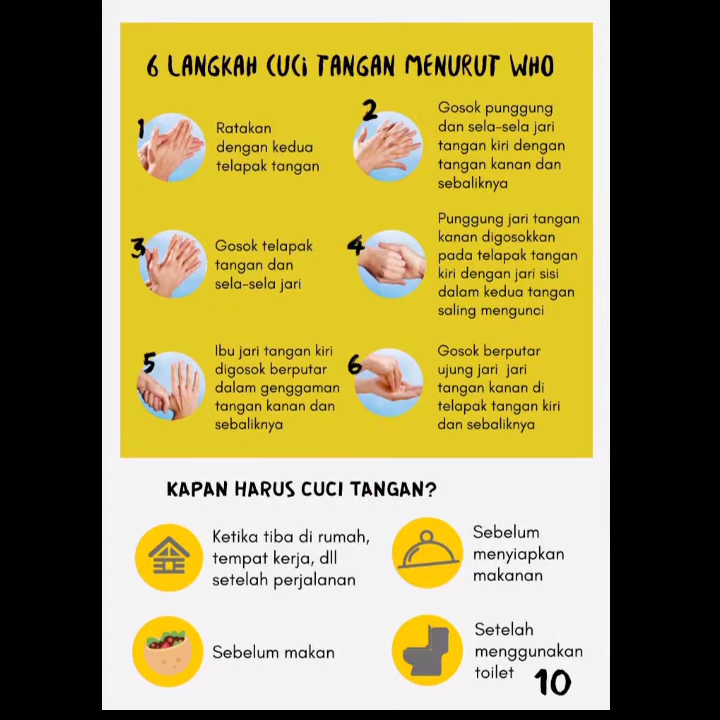 6 LANGKAH CUCI TANGAN MENURUT WHO
1
Ratakan
dengan kedua
telapak tangan
2
Gosok punggung
dan sela-sela jari
tangan kiri dengan
tangan kanan dan
sebaliknya
3
Gosok telapak
tangan dan
sela-sela jari
4
Punggung jari tangan
kanan digosokkan
pada telapak tangan
kiri dengan jari sisi
dalam kedua tangan
saling mengunci
5
Ibu jari tangan kiri
digosok berputar
dalam genggaman
tangan kanan dan
sebaliknya
6
Gosok berputar
ujung jari jari
tangan kanan di
telapak tangan kiri
dan sebaliknya
KAPAN HARUS CUCI TANGAN?
Ketika tiba di rumah,
tempat kerja, dll
setelah perjalanan
Sebelum
menyiapkan
makanan
Sebelum makan
Setelah
menggunakan
toilet
10